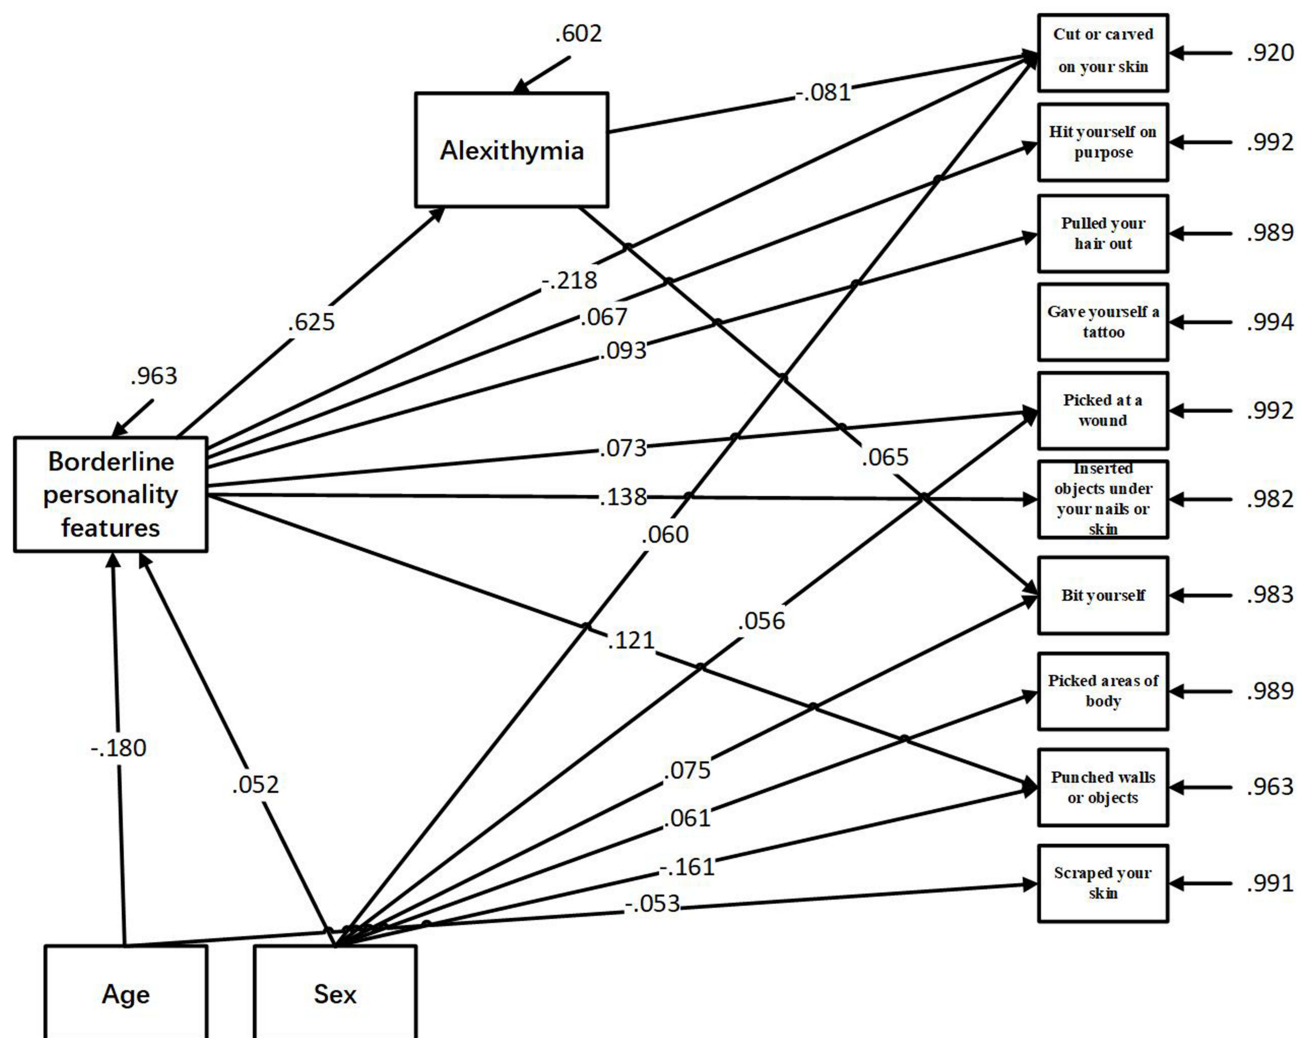 .602
Cut or carved
on your skin
.920
-.081
Alexithymia
Hit yourself on
purpose
.992
Pulled your
hair out
.989
-.218
.067
.625
.093
Gave yourself a
tattoo
.994
.963
Picked at a
wound
.992
Borderline
personality
features
.073
.065
.138
Inserted
objects under
your nails or
skin
.982
.060
Bit yourself
.983
.056
.121
Picked areas of
body
.989
-.180
.052
.075
.061
Punched walls
or objects
.963
-.161
-.053
Scraped your
skin
.991
Age
Sex